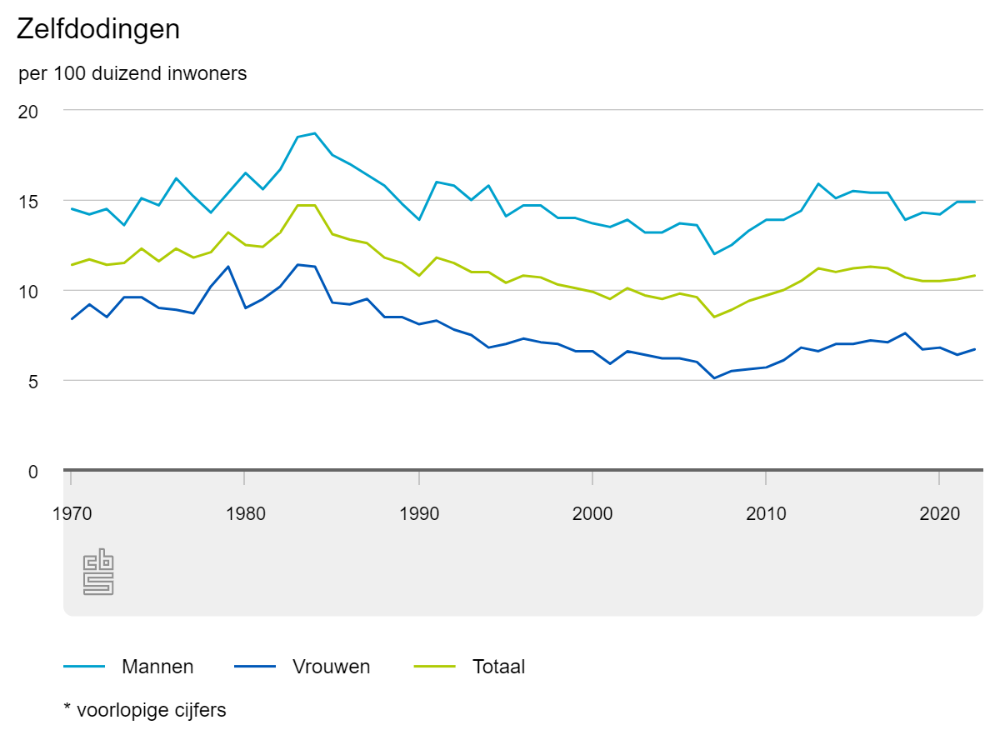 Zelfdodingen
per 100 duizend inwoners
20
15
10
5
0
1970 1980 1990 2000 2010 2020
cbs
Mannen Vrouwen Totaal
* voorlopige cijfers